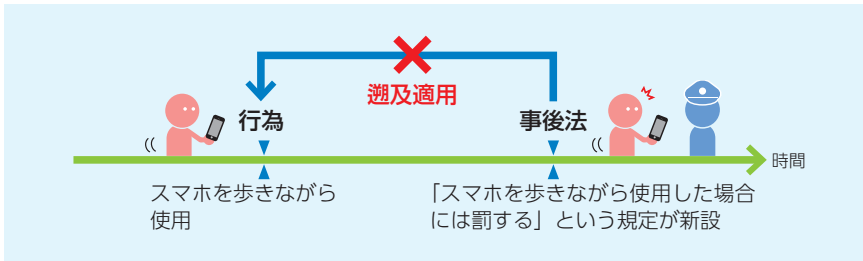 遡及適用
行為
事後法
時間
スマホを歩きながら
使用
「スマホを歩きながら使用した場合
には罰する」という規定が新設